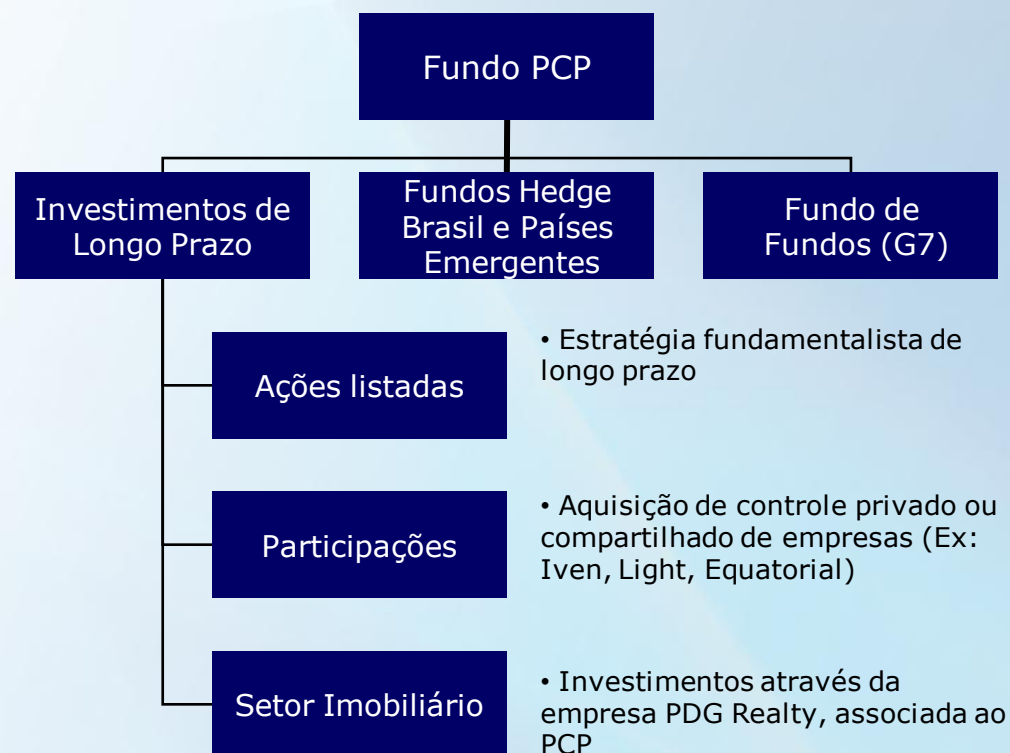 Fundo PCP
Investimentos de
Longo Prazo
Fundos Hedge
Brasil e Países
Emergentes
Fundo de
Fundos (G7)
Ações listadas
• Estratégia fundamentalista de
longo prazo
Participações
• Aquisição de controle privado ou
compartilhado de empresas (Ex:
Iven, Light, Equatorial)
Setor Imobiliário
• Investimentos através da
empresa PDG Realty, associada ao
PCP